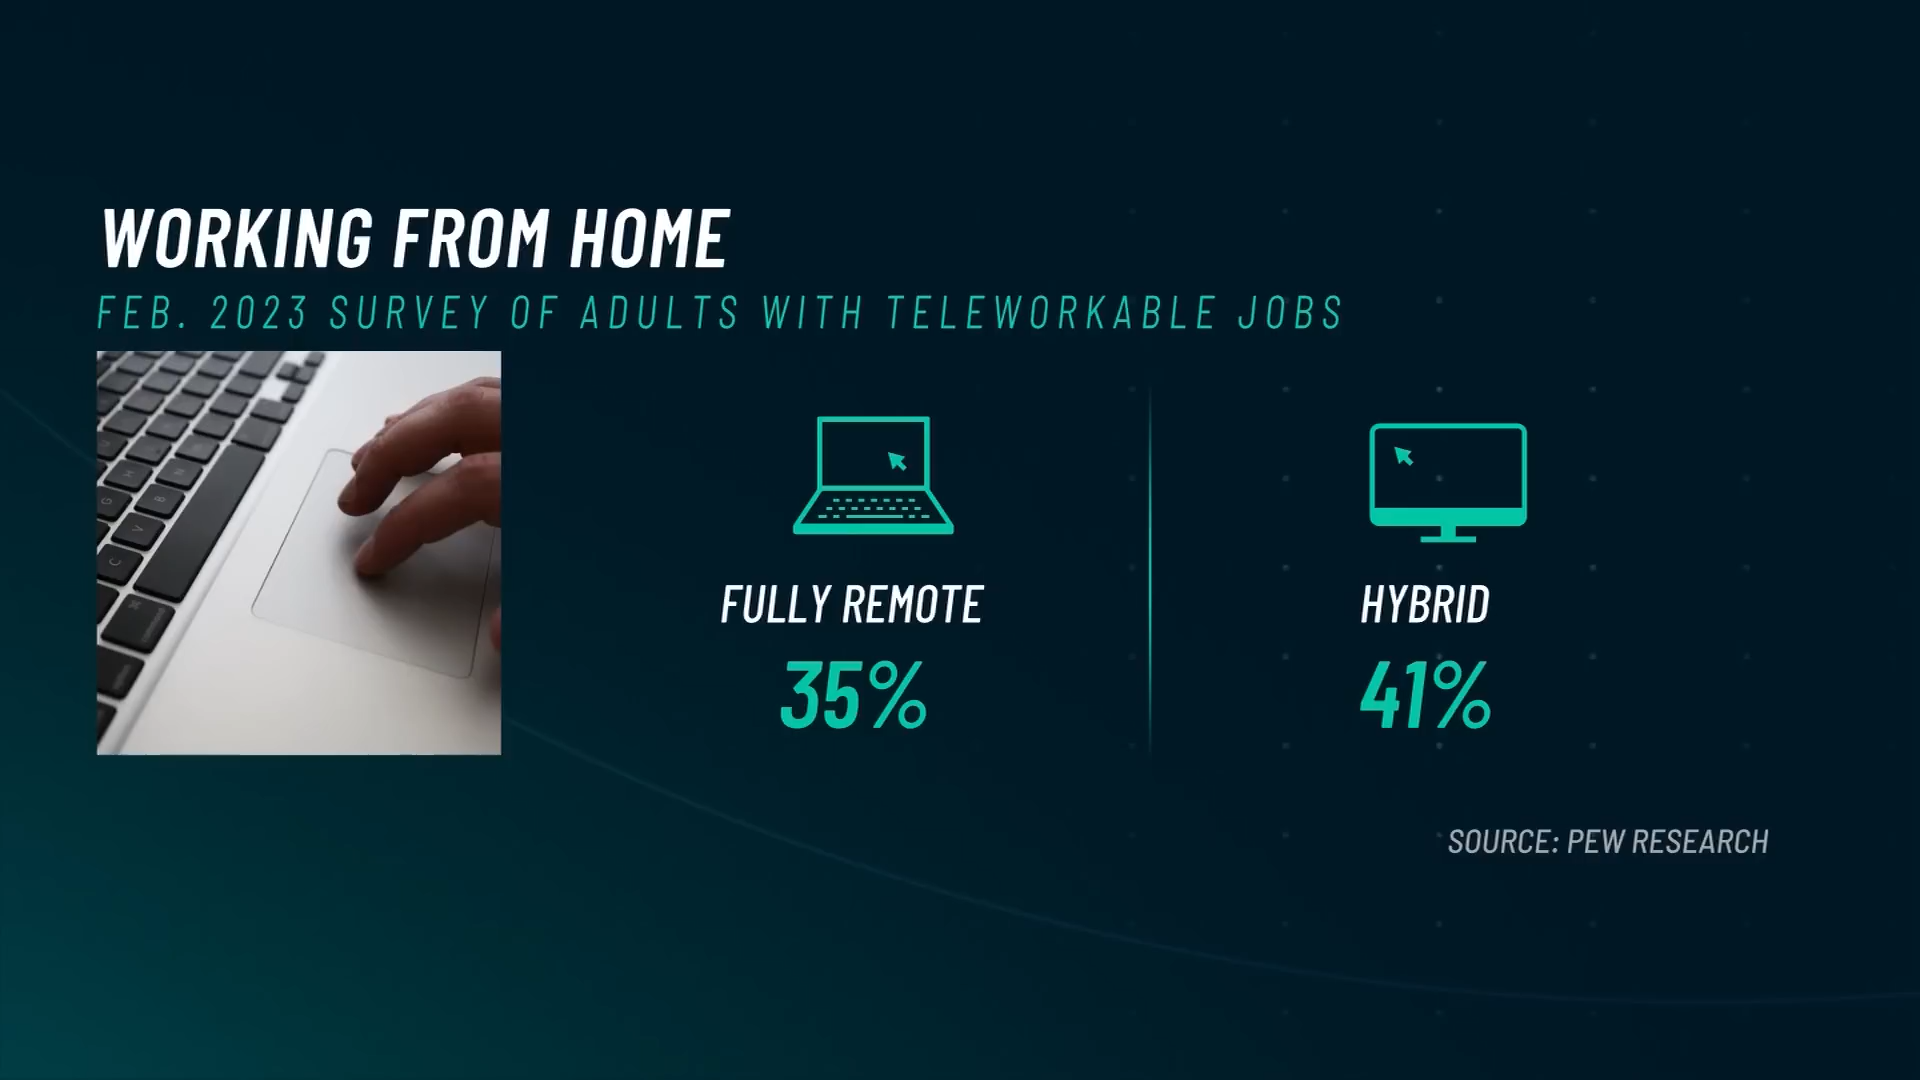 WORKING FROM HOME
FEB. 2023 SURVEY OF ADULTS WITH TELEWORKABLE JOBS
FULLY REMOTE
35%
HYBRID
41%
SOURCE: PEW RESEARCH